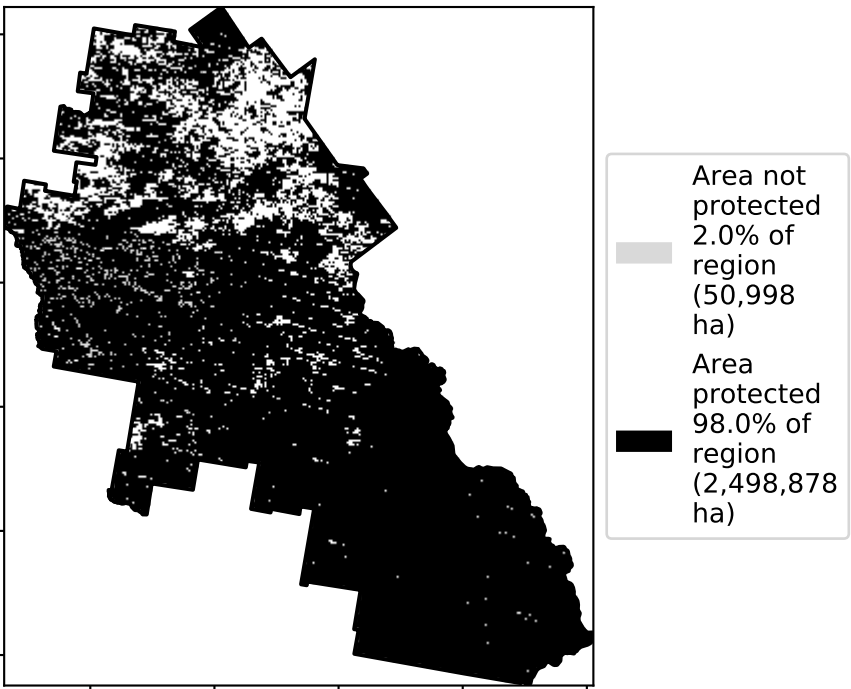 Area not
protected
2.0% of
region
(50,998
ha)
Area
protected
98.0% of
region
(2,498,878
ha)